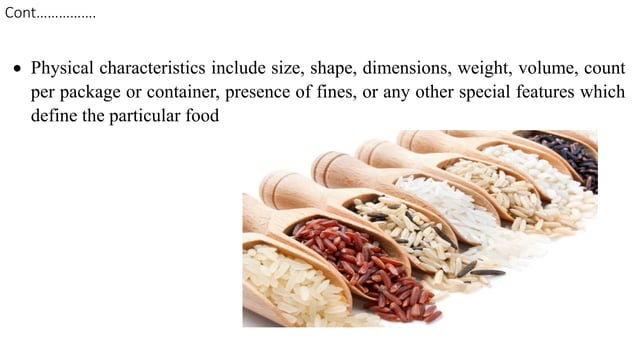 Cont…………….
• Physical characteristics include size, shape, dimensions, weight, volume, count
per package or container, presence of fines, or any other special features which
define the particular food